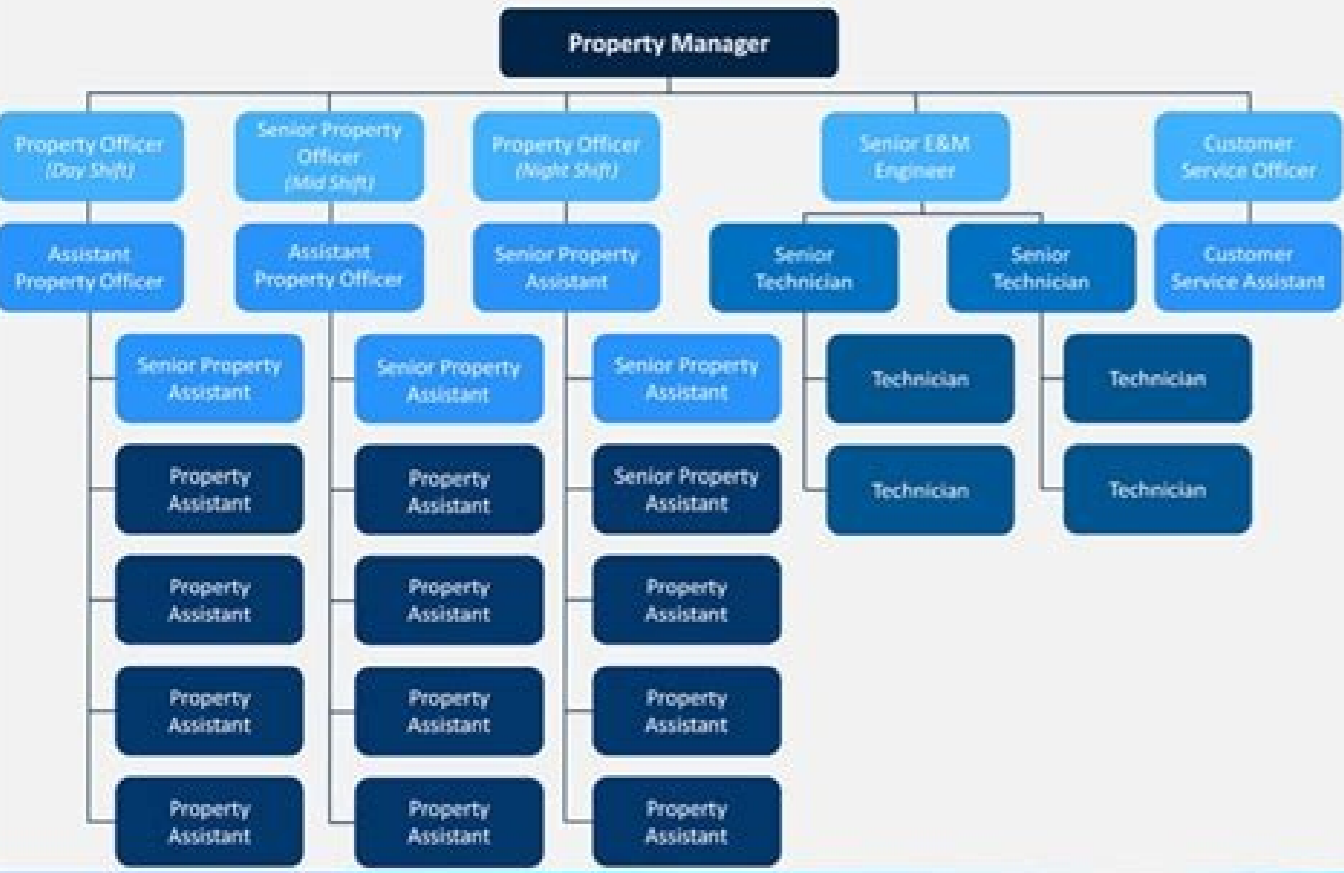 Property Manager
Property Officer
(Day Shift)
Senior Property
Officer
(Mid Shift)
Property Officer
(Night Shift)
Senior E&M
Engineer
Customer
Service Officer
Assistant
Property Officer
Assistant
Property Officer
Senior Property
Assistant
Senior
Technician
Senior
Technician
Customer
Service Assistant
Senior Property
Assistant
Senior Property
Assistant
Senior Property
Assistant
Technician
Technician
Property
Assistant
Property
Assistant
Senior Property
Assistant
Technician
Technician
Property
Assistant
Property
Assistant
Property
Assistant
Property
Assistant
Property
Assistant
Property
Assistant
Property
Assistant
Property
Assistant
Property
Assistant